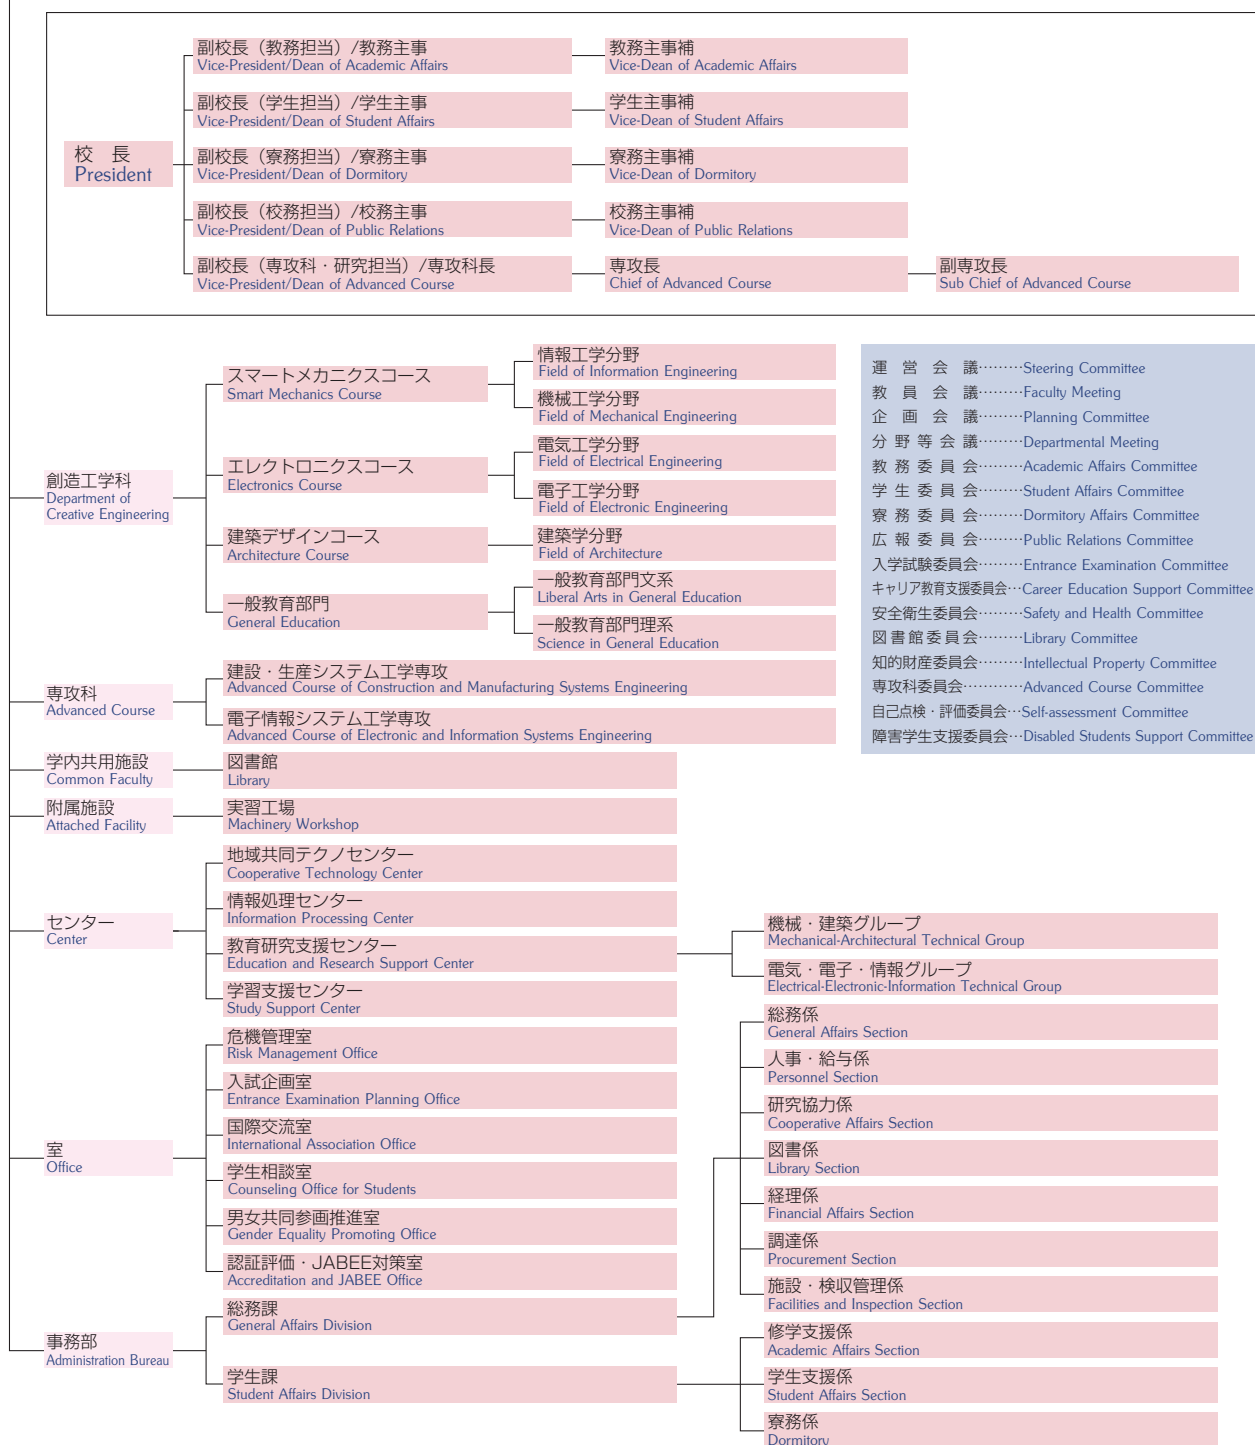 校　長
President
副校長（教務担当）/教務主事
Vice-President/Dean of Academic Affairs
教務主事補
Vice-Dean of Academic Affairs
副校長（学生担当）/学生主事
Vice-President/Dean of Student Affairs
学生主事補
Vice-Dean of Student Affairs
副校長（寮務担当）/寮務主事
Vice-President/Dean of Dormitory
寮務主事補
Vice-Dean of Dormitory
副校長（校務担当）/校務主事
Vice-President/Dean of Public Relations
校務主事補
Vice-Dean of Public Relations
副校長（専攻科・研究担当）/専攻科長
Vice-President/Dean of Advanced Course
専攻長
Chief of Advanced Course
副専攻長
Sub Chief of Advanced Course
創造工学科
Department of
Creative Engineering
スマートメカニクスコース
Smart Mechanics Course
情報工学分野
Field of Information Engineering
機械工学分野
Field of Mechanical Engineering
エレクトロニクスコース
Electronics Course
電気工学分野
Field of Electrical Engineering
電子工学分野
Field of Electronic Engineering
建築デザインコース
Architecture Course
建築学分野
Field of Architecture
一般教育部門
General Education
一般教育部門文系
Liberal Arts in General Education
一般教育部門理系
Science in General Education
運　営　会　議………Steering Committee
教　員　会　議………Faculty Meeting
企　画　会　議………Planning Committee
分 野 等 会 議………Departmental Meeting
教 務 委 員 会………Academic Affairs Committee
学 生 委 員 会………Student Affairs Committee
寮 務 委 員 会………Dormitory Affairs Committee
広 報 委 員 会………Public Relations Committee
入学試験委員会………Entrance Examination Committee
キャリア教育支援委員会…Career Education Support Committee
安全衛生委員会………Safety and Health Committee
図書館委員会………Library Committee
知的財産委員会………Intellectual Property Committee
専攻科委員会…………Advanced Course Committee
自己点検・評価委員会…Self-assessment Committee
障害学生支援委員会…Disabled Students Support Committee
専攻科
Advanced Course
建設・生産システム工学専攻
Advanced Course of Construction and Manufacturing Systems Engineering
電子情報システム工学専攻
Advanced Course of Electronic and Information Systems Engineering
学内共用施設
Common Faculty
図書館
Library
附属施設
Attached Facility
実習工場
Machinery Workshop
センター
Center
地域共同テクノセンター
Cooperative Technology Center
情報処理センター
Information Processing Center
教育研究支援センター
Education and Research Support Center
学習支援センター
Study Support Center
機械・建築グループ
Mechanical-Architectural Technical Group
電気・電子・情報グループ
Electrical-Electronic-Information Technical Group
室
Office
危機管理室
Risk Management Office
入試企画室
Entrance Examination Planning Office
国際交流室
International Association Office
学生相談室
Counseling Office for Students
男女共同参画推進室
Gender Equality Promoting Office
認証評価・JABEE対策室
Accreditation and JABEE Office
事務部
Administration Bureau
総務課
General Affairs Division
総務係
General Affairs Section
人事・給与係
Personnel Section
研究協力係
Cooperative Affairs Section
図書係
Library Section
経理係
Financial Affairs Section
調達係
Procurement Section
施設・検収管理係
Facilities and Inspection Section
学生課
Student Affairs Division
修学支援係
Academic Affairs Section
学生支援係
Student Affairs Section
寮務係
Dormitory